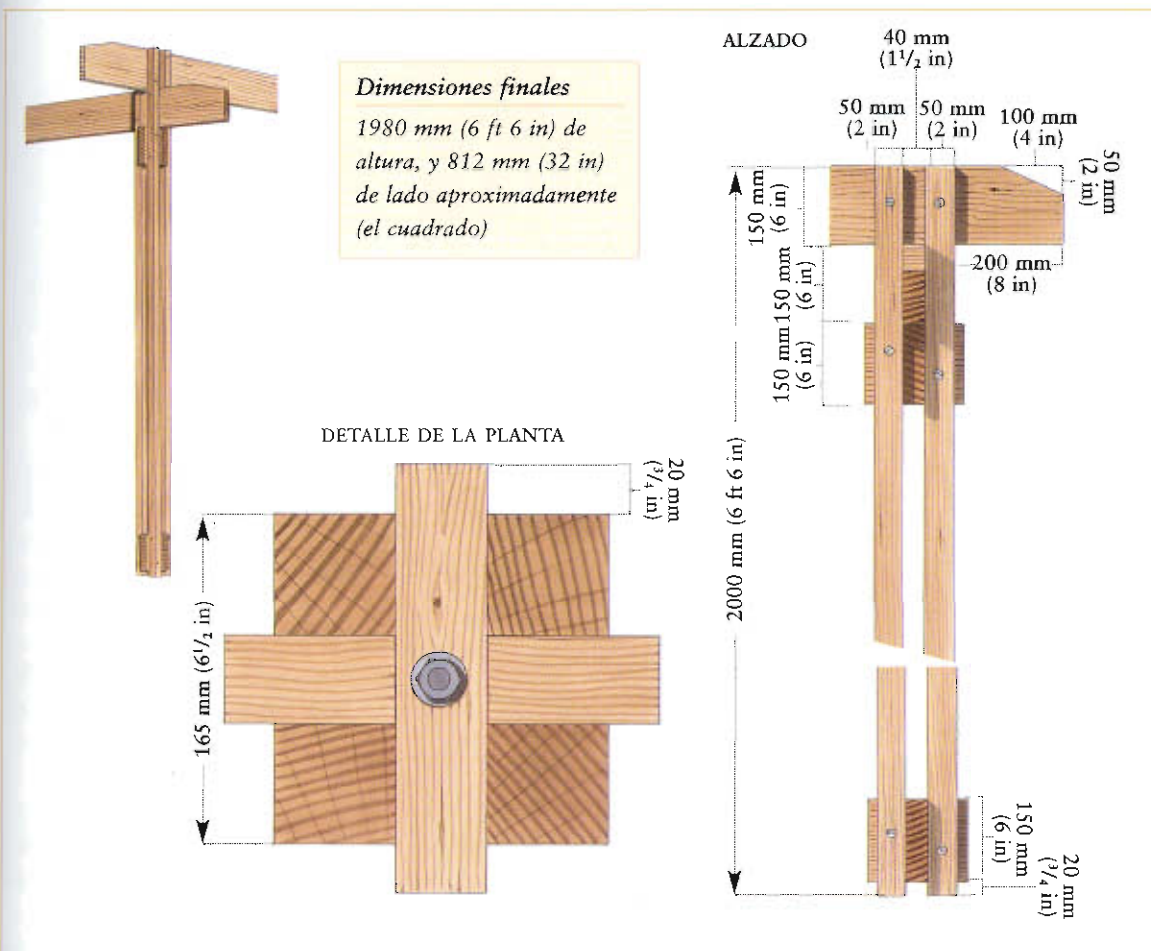 Dimensiones finales
1980 mm (6 ft 6 in) de
altura, y 812 mm (32 in)
de lado aproximadamente
(el cuadrado)
ALZADO
40 mm
(1 1/2 in)
50 mm
(2 in)
50 mm
(2 in)
100 mm
(4 in)
50 mm
(2 in)
150 mm
(6 in)
150 mm
(6 in)
150 mm
(6 in)
200 mm
(8 in)
2000 mm (6 ft 6 in)
150 mm
(6 in)
20 mm
(3/4 in)
DETALLE DE LA PLANTA
20 mm
(3/4 in)
165 mm (6 1/2 in)